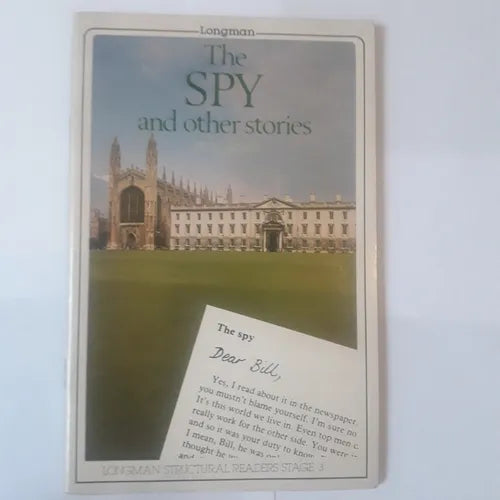 Longman
The
SPY
and other stories
The spy
Dear Bill,
Yes, I read about it in the newspaper.
you mustn't blame yourself. I'm sure no
It's this world we live in. Even top men c
really work for the other side. You were
and so it was your duty to know.
I mean, Bill, he was
thought he
LONGMAN STRUCTURAL READERS STAGE 3